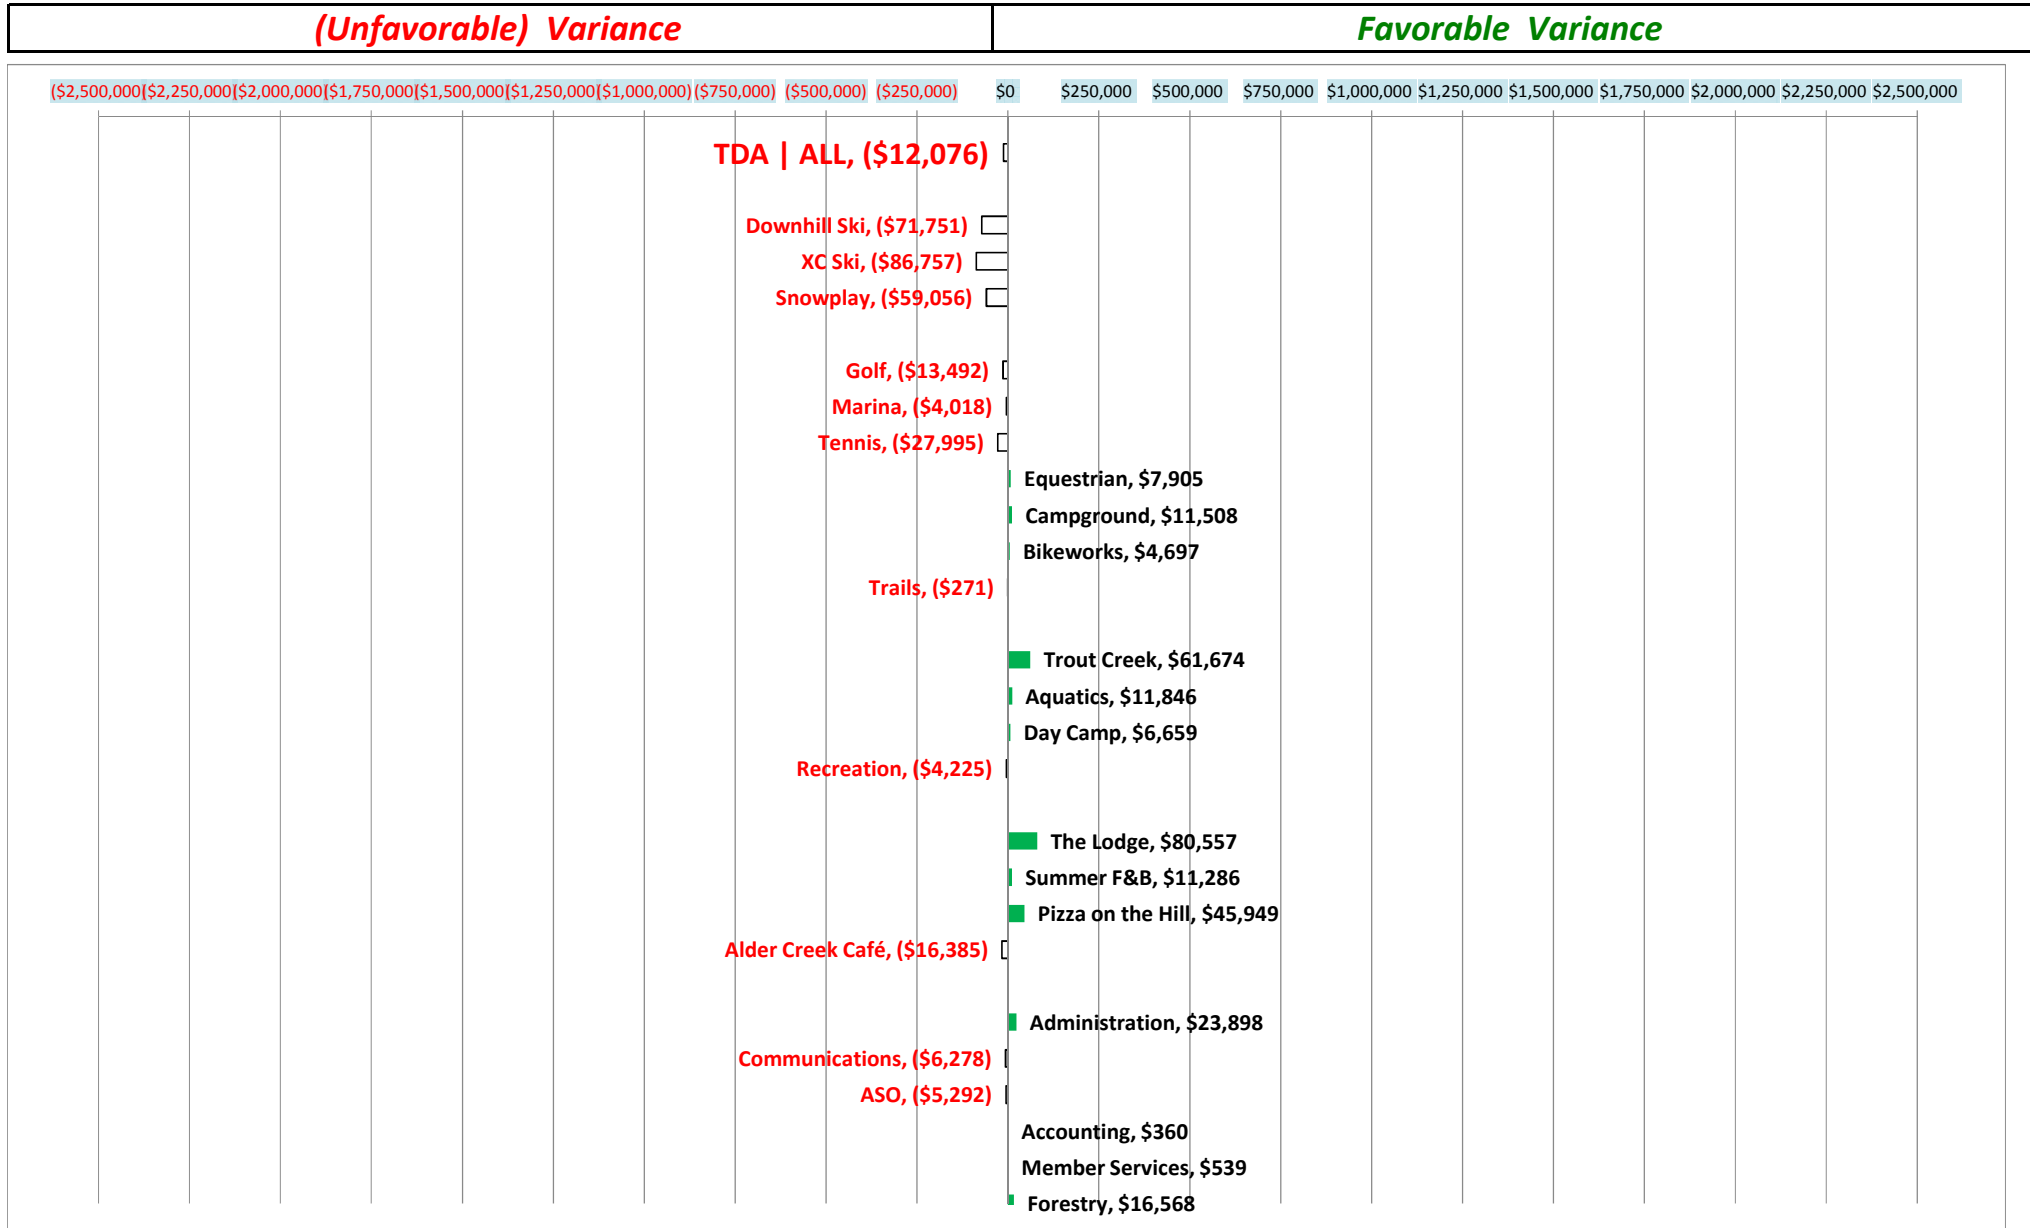 (Unfavorable) Variance
Favorable Variance
($2,500,000) ($2,250,000) ($2,000,000) ($1,750,000) ($1,500,000) ($1,250,000) ($1,000,000) ($750,000) ($500,000) ($250,000) $0 $250,000 $500,000 $750,000 $1,000,000 $1,250,000 $1,500,000 $1,750,000 $2,000,000 $2,250,000 $2,500,000
TDA | ALL, ($12,076)
Downhill Ski, ($71,751)
XC Ski, ($86,757)
Snowplay, ($59,056)
Golf, ($13,492)
Marina, ($4,018)
Tennis, ($27,995)
Equestrian, $7,905
Campground, $11,508
Bikeworks, $4,697
Trails, ($271)
Trout Creek, $61,674
Aquatics, $11,846
Day Camp, $6,659
Recreation, ($4,225)
The Lodge, $80,557
Summer F&B, $11,286
Pizza on the Hill, $45,949
Alder Creek Café, ($16,385)
Administration, $23,898
Communications, ($6,278)
ASO, ($5,292)
Accounting, $360
Member Services, $539
Forestry, $16,568